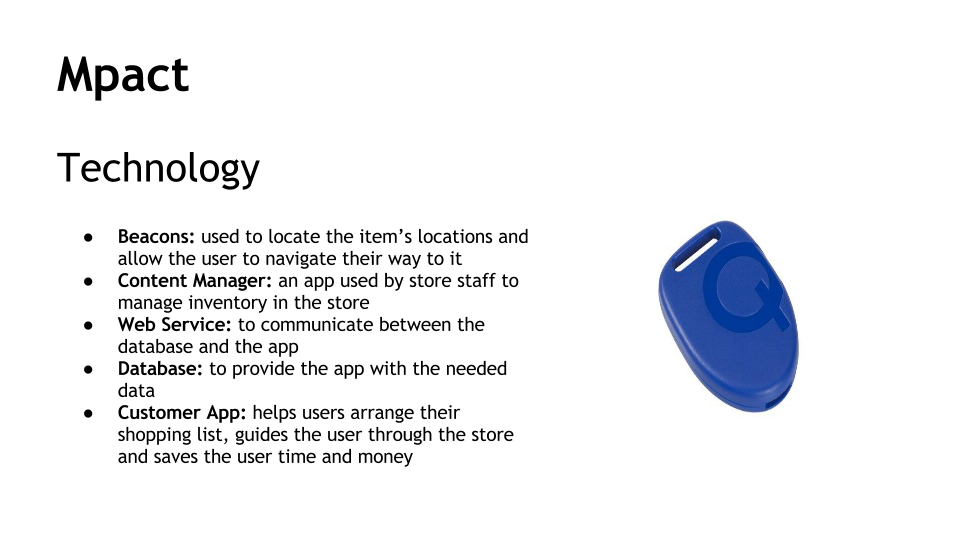 Mpact
Technology
● Beacons: used to locate the item’s locations and
allow the user to navigate their way to it
● Content Manager: an app used by store staff to
manage inventory in the store
● Web Service: to communicate between the
database and the app
● Database: to provide the app with the needed
data
● Customer App: helps users arrange their
shopping list, guides the user through the store
and saves the user time and money
Q